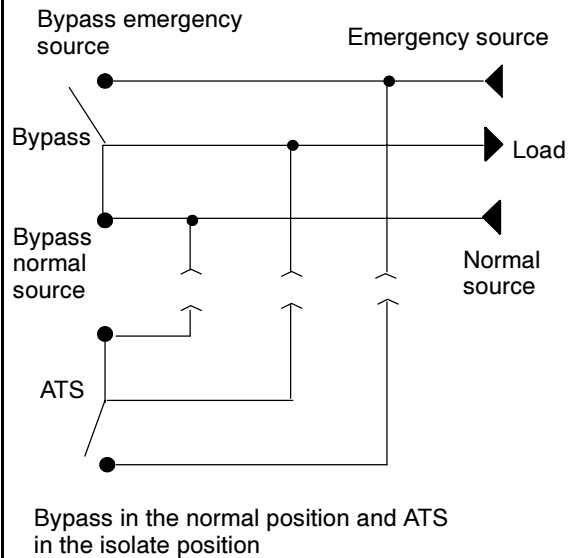 Bypass emergency
source
Emergency source
Bypass
Load
Bypass
normal
source
Normal
source
ATS
Bypass in the normal position and ATS
in the isolate position